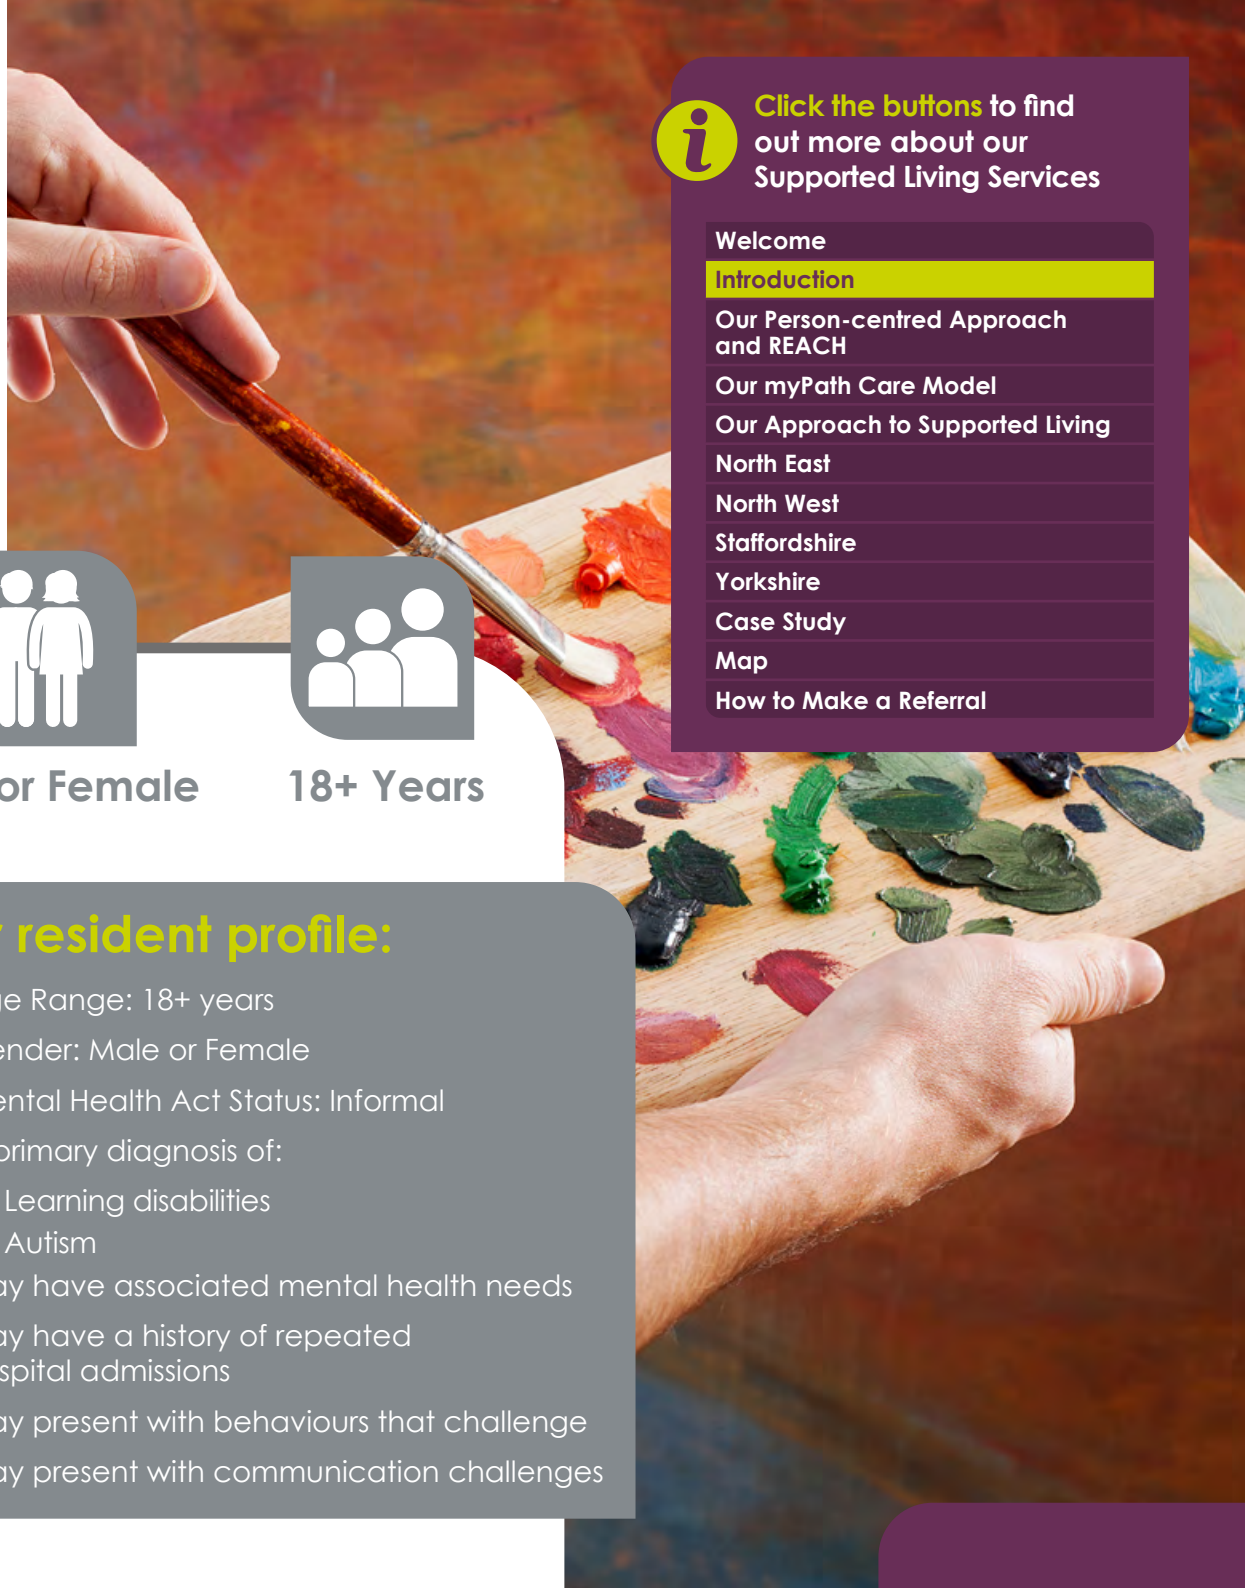 Click the buttons to find
out more about our
Supported Living Services
Welcome
Introduction
Our Person-centred Approach
and REACH
Our myPath Care Model
Our Approach to Supported Living
North East
North West
Staffordshire
Yorkshire
Case Study
Map
How to Make a Referral
or Female
18+ Years
resident profile:
Range: 18+ years
ender: Male or Female
ental Health Act Status: Informal
primary diagnosis of:
Learning disabilities
Autism
ay have associated mental health needs
ay have a history of repeated
spital admissions
ay present with behaviours that challenge
ay present with communication challenges